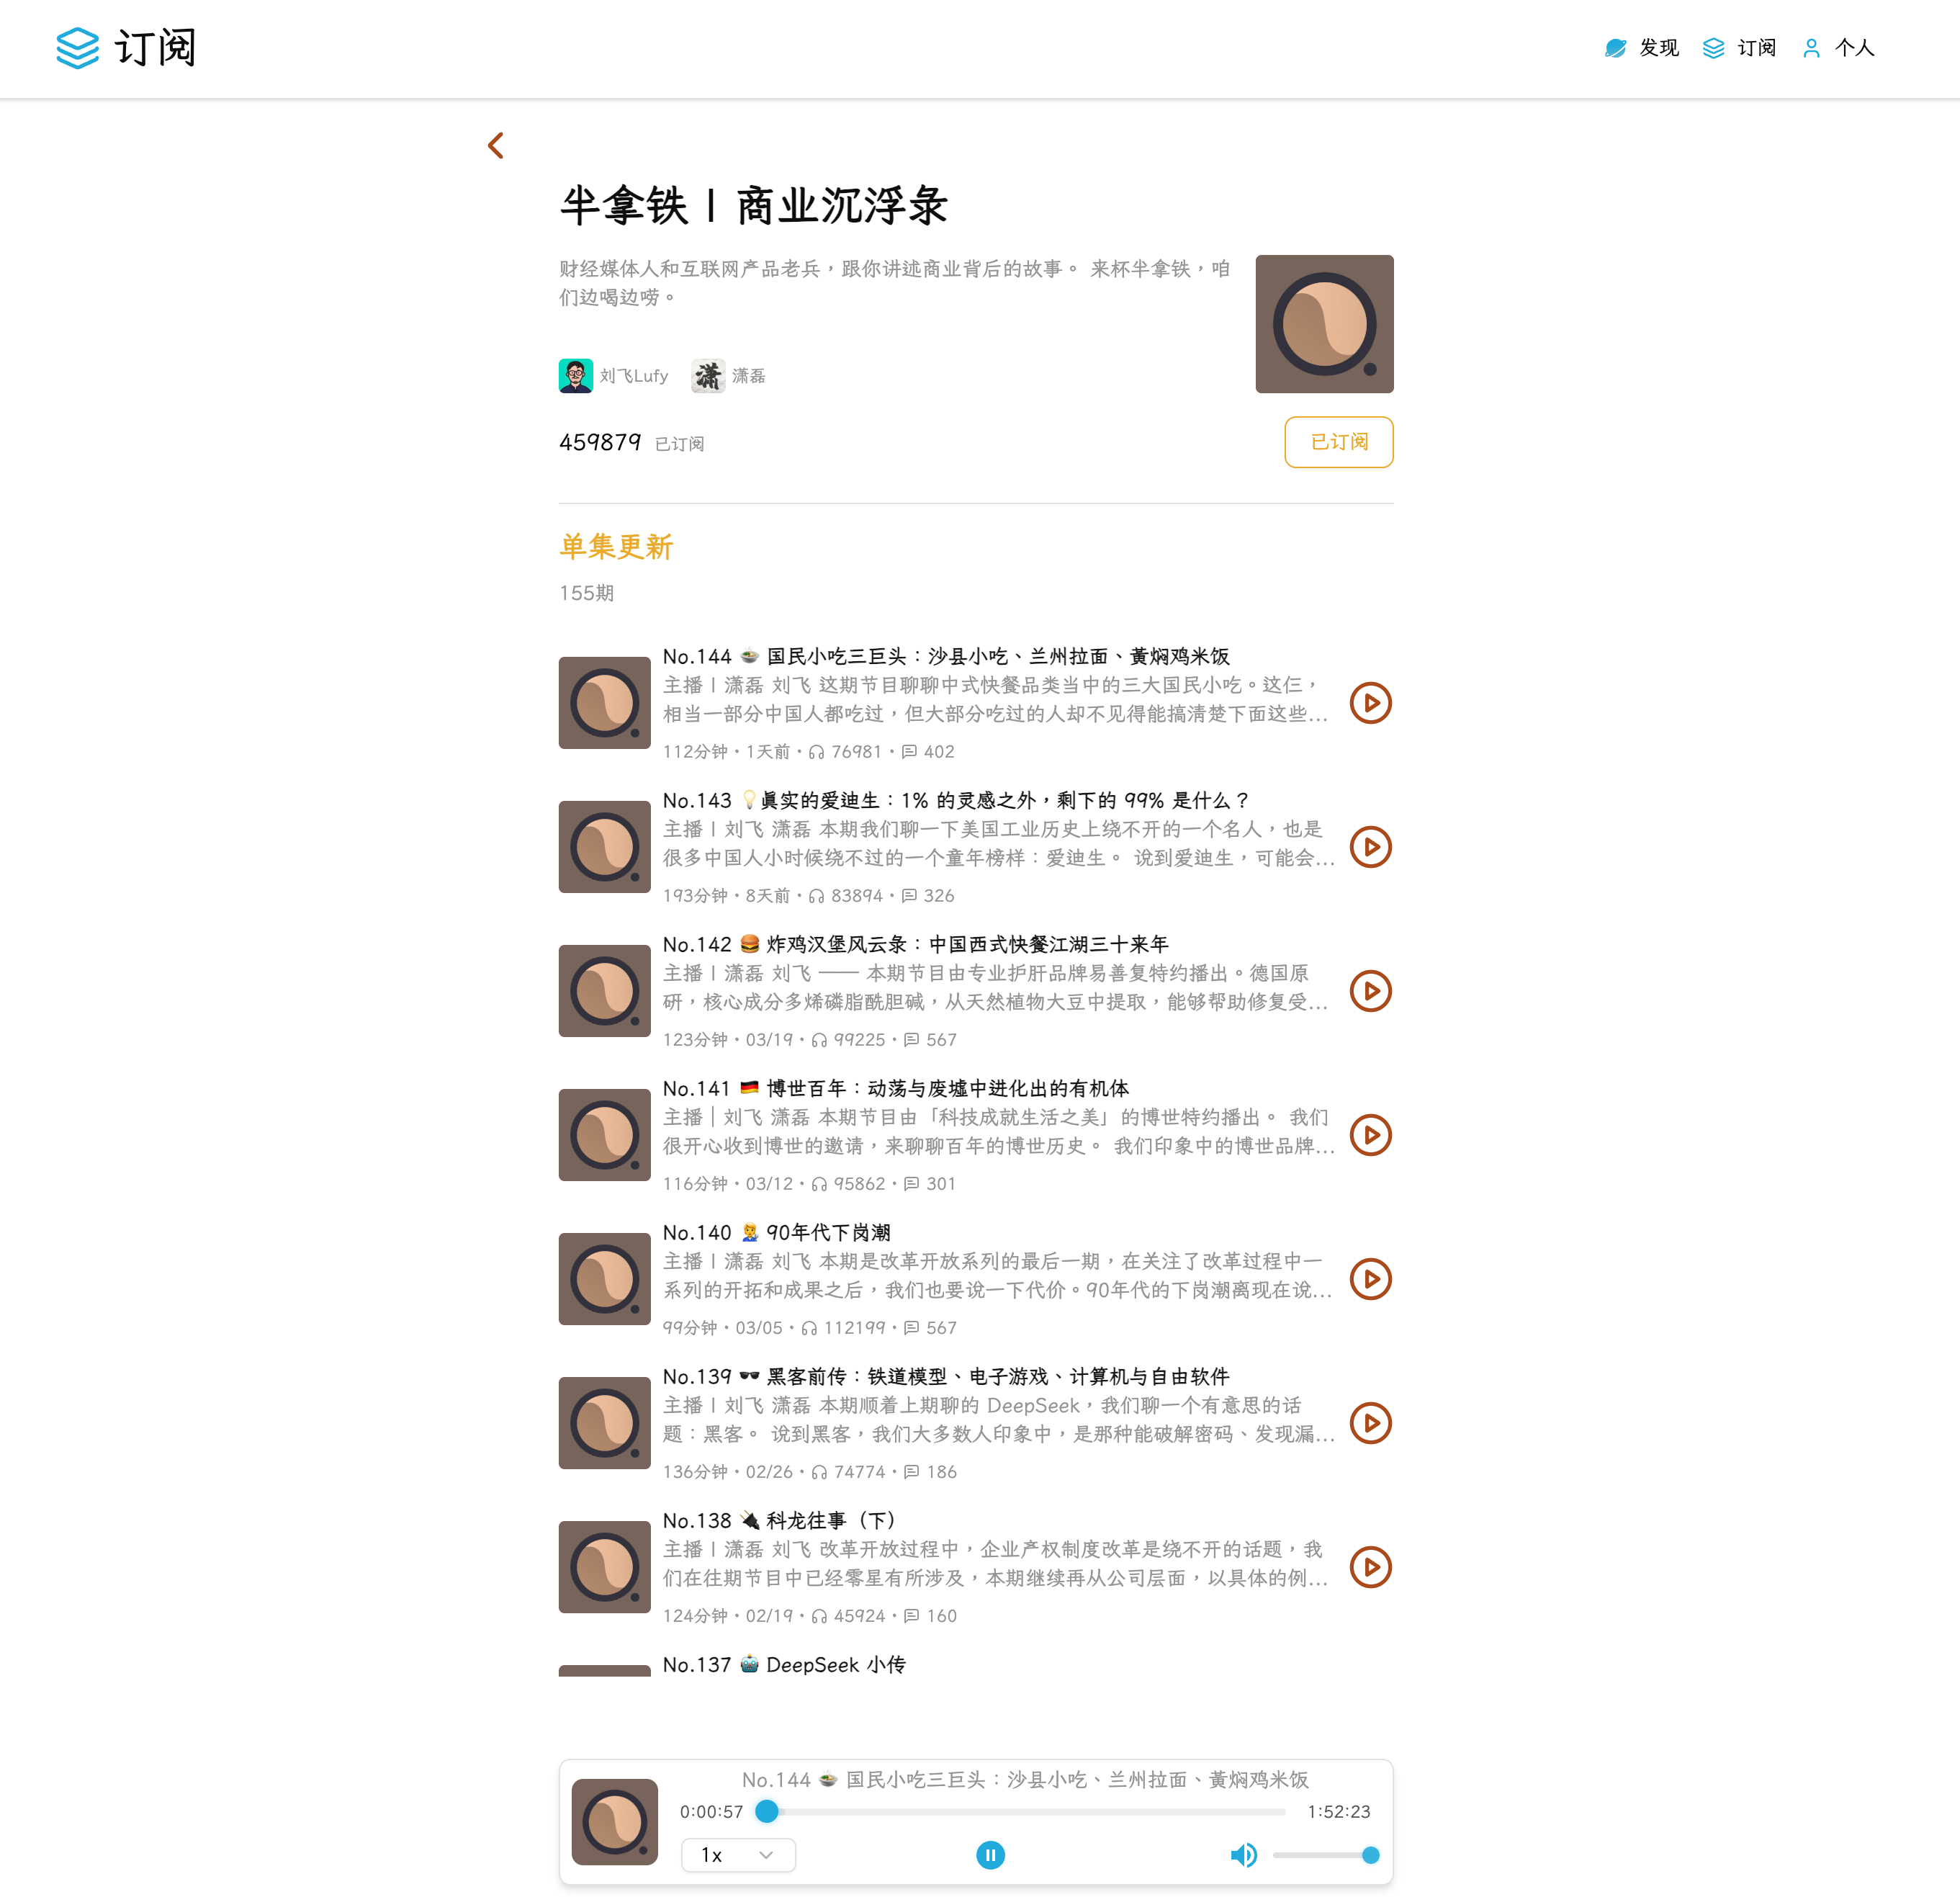 订阅
发现 订阅 个人
半拿铁 | 商业沉浮录
财经媒体人和互联网产品老兵，跟你讲述商业背后的故事。 来杯半拿铁，咱
们边喝边唠。
刘飞Lufy 潇 潇磊
459879 已订阅
已订阅
单集更新
155期
No.144 🍜 国民小吃三巨头：沙县小吃、兰州拉面、黄焖鸡米饭
主播 | 潇磊 刘飞 这期节目聊聊中式快餐品类当中的三大国民小吃。这仨，
相当一部分中国人都吃过，但大部分吃过的人却不见得能搞清楚下面这些...
112分钟・1天前・ 76981・ 402
No.143 💡真实的爱迪生：1% 的灵感之外，剩下的 99% 是什么？
主播 | 刘飞 潇磊 本期我们聊一下美国工业历史上绕不开的一个名人，也是
很多中国人小时候绕不过的一个童年榜样：爱迪生。 说到爱迪生，可能会...
193分钟・8天前・ 83894・ 326
No.142 🍔 炸鸡汉堡风云录：中国西式快餐江湖三十来年
主播 | 潇磊 刘飞 —— 本期节目由专业护肝品牌易善复特约播出。德国原
研，核心成分多烯磷脂酰胆碱，从天然植物大豆中提取，能够帮助修复受...
123分钟・03/19・ 99225・ 567
No.141 🇩🇪 博世百年：动荡与废墟中进化出的有机体
主播｜刘飞 潇磊 本期节目由「科技成就生活之美」的博世特约播出。 我们
很开心收到博世的邀请，来聊聊百年的博世历史。 我们印象中的博世品牌...
116分钟・03/12・ 95862・ 301
No.140 👨‍🔧 90年代下岗潮
主播 | 潇磊 刘飞 本期是改革开放系列的最后一期，在关注了改革过程中一
系列的开拓和成果之后，我们也要说一下代价。90年代的下岗潮离现在说...
99分钟・03/05・ 112199・ 567
No.139 🕶️ 黑客前传：铁道模型、电子游戏、计算机与自由软件
主播 | 刘飞 潇磊 本期顺着上期聊的 DeepSeek，我们聊一个有意思的话
题：黑客。 说到黑客，我们大多数人印象中，是那种能破解密码、发现漏...
136分钟・02/26・ 74774・ 186
No.138 🔌 科龙往事（下）
主播 | 潇磊 刘飞 改革开放过程中，企业产权制度改革是绕不开的话题，我
们在往期节目中已经零星有所涉及，本期继续再从公司层面，以具体的例...
124分钟・02/19・ 45924・ 160
No.137 🤖 DeepSeek 小传
No.144 🍜 国民小吃三巨头：沙县小吃、兰州拉面、黄焖鸡米饭
0:00:57 1:52:23
1x